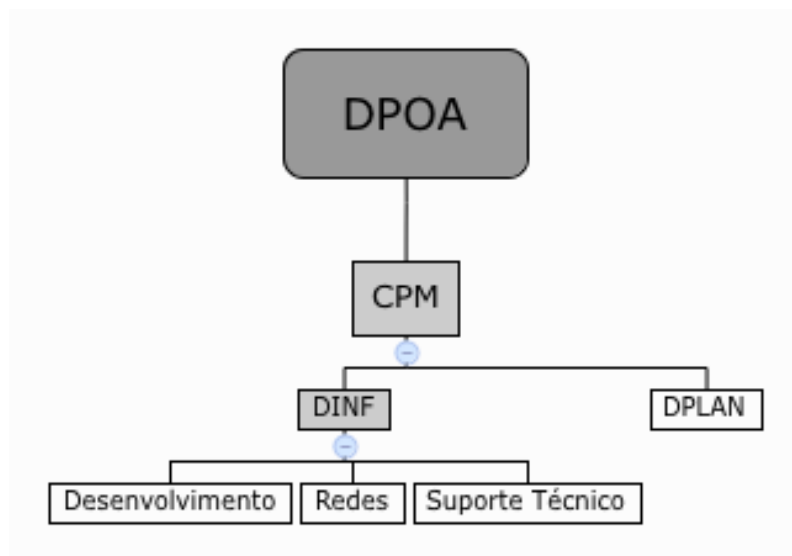 DPOA
CPM
DINF
DPLAN
Desenvolvimento
Redes
Suporte Técnico